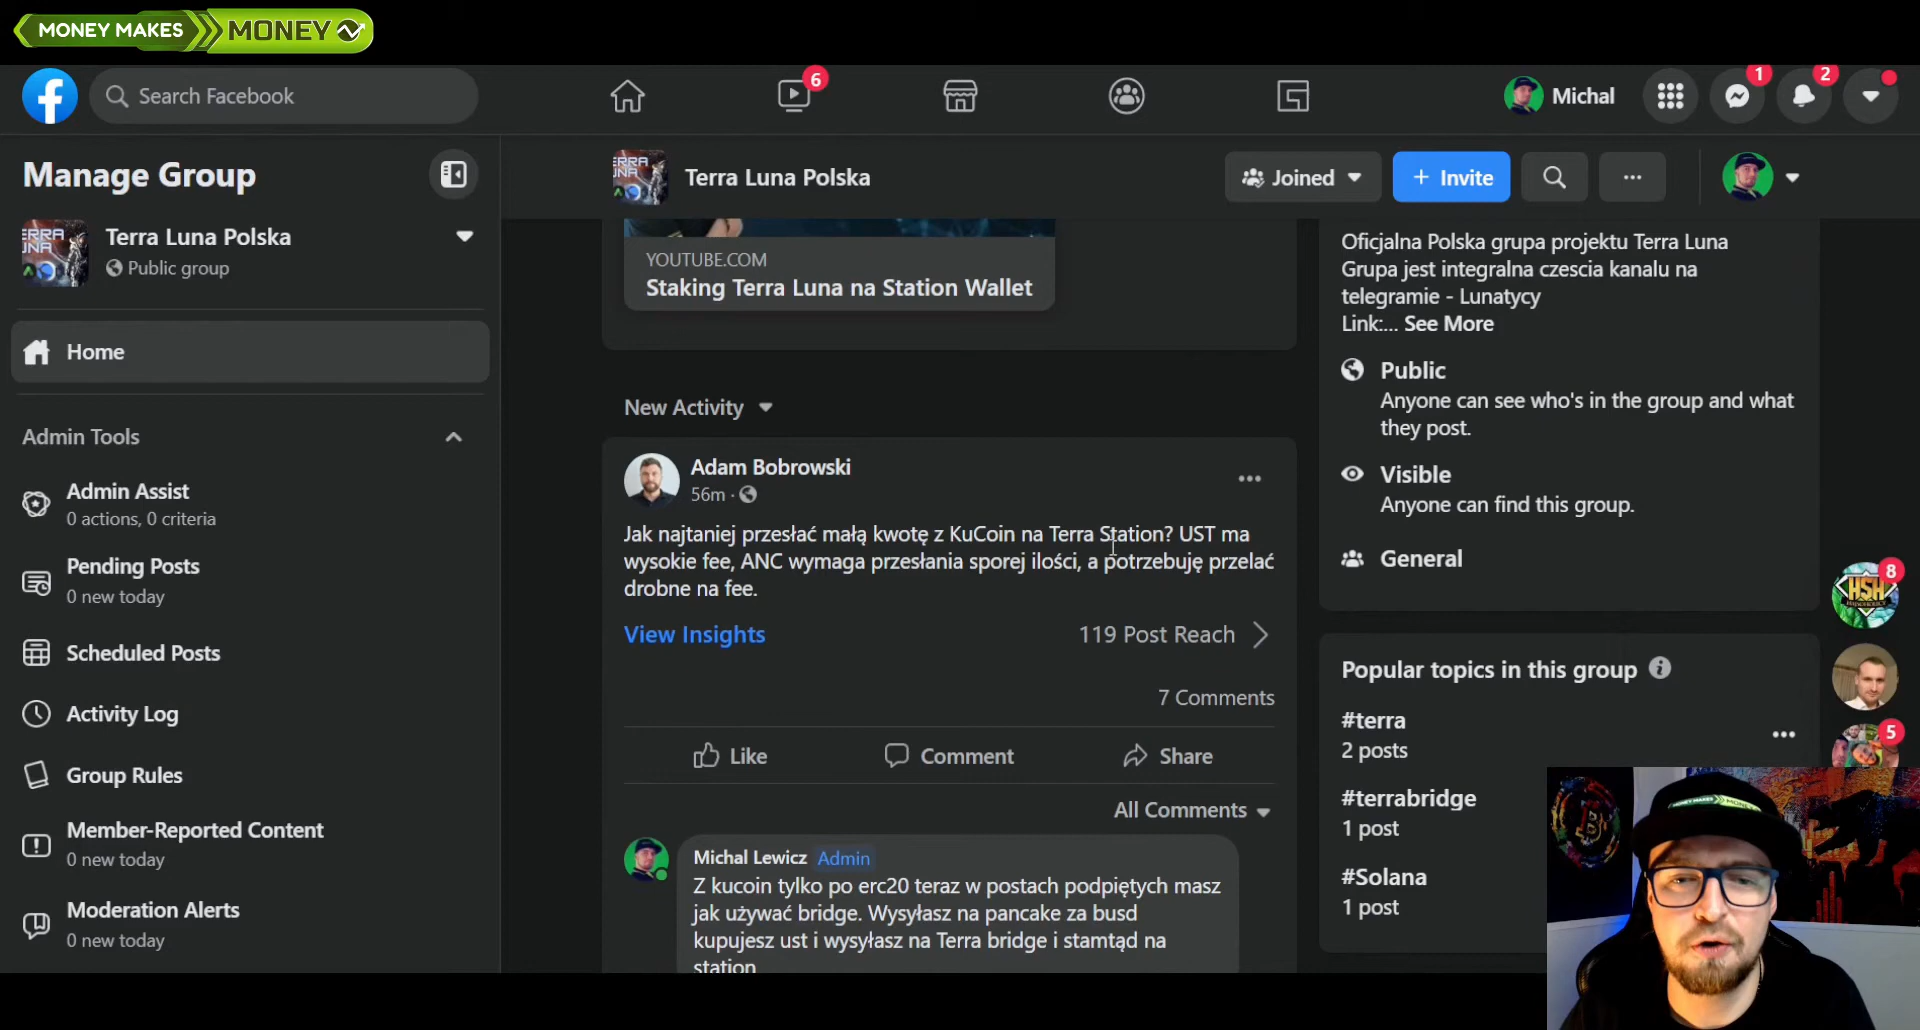 MONEY MAKES MONEY
Search Facebook
6
Michal
1
2
Manage Group
Terra Luna Polska
Public group
Home
Admin Tools
Admin Assist
0 actions, 0 criteria
Pending Posts
0 new today
Scheduled Posts
Activity Log
Group Rules
Member-Reported Content
0 new today
Moderation Alerts
0 new today
Terra Luna Polska
Joined
+ Invite
YOUTUBE.COM
Staking Terra Luna na Station Wallet
New Activity
Adam Bobrowski
56m ·
Jak najtaniej przesłać małą kwotę z KuCoin na Terra Station? UST ma
wysokie fee, ANC wymaga przesłania sporej ilości, a potrzebuję przelać
drobne na fee.
View Insights
119 Post Reach
7 Comments
Like
Comment
Share
All Comments
Michal Lewicz Admin
Z kucoin tylko po erc20 teraz w postach podpiętych masz
jak używać bridge. Wysyłasz na pancake za busd
kupujesz ust i wysyłasz na Terra bridge i stamtąd na
station
Oficjalna Polska grupa projektu Terra Luna
Grupa jest integralna czescia kanalu na
telegramie - Lunatycy
Link:... See More
Public
Anyone can see who's in the group and what
they post.
Visible
Anyone can find this group.
General
Popular topics in this group
#terra
2 posts
#terrabridge
1 post
#Solana
1 post
8
HSH
5